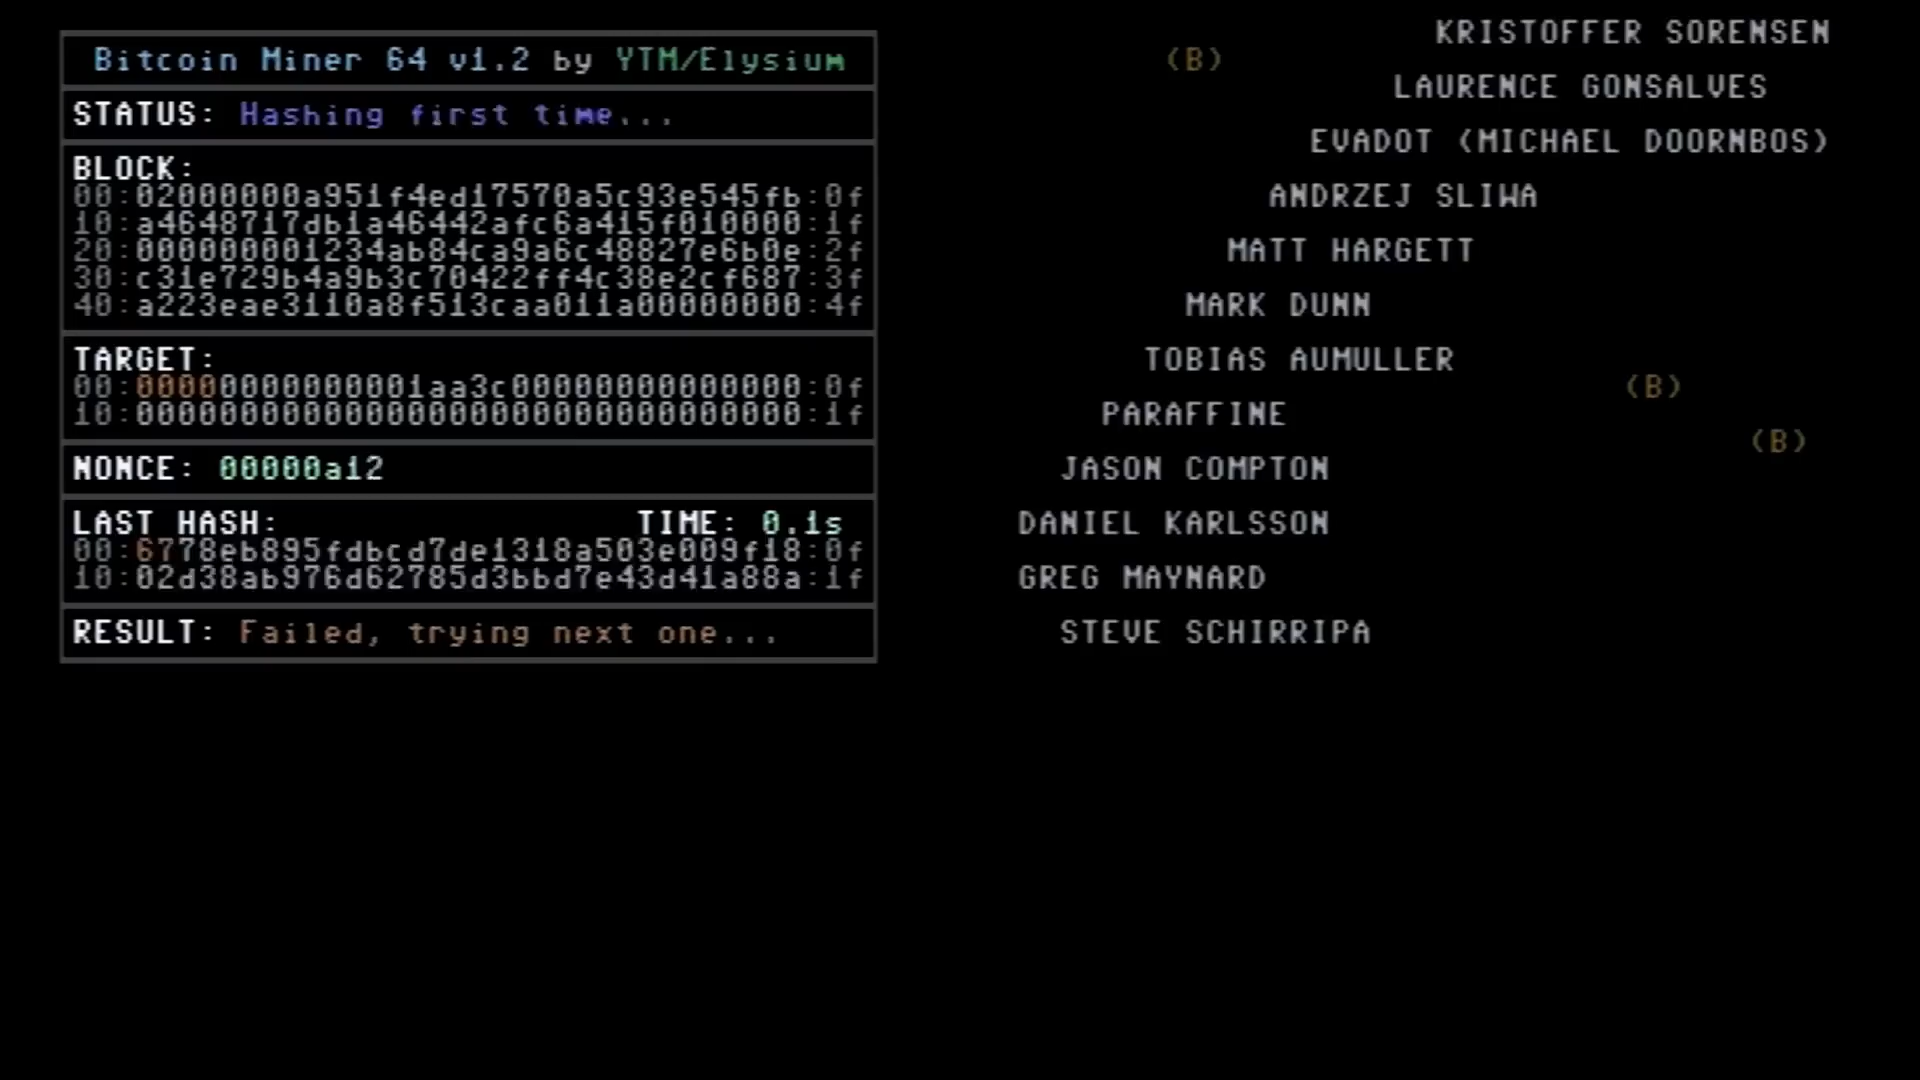 Bitcoin Miner 64 v1.2 by YTM/Elysium
STATUS: Hashing first time...
BLOCK:
00:02000000a951f4ed17570a5c93e545fb:0f
10:a4648717db1a46442afc6a415f010000:1f
20:000000001234ab84ca9a6c48827e6b0e:2f
30:c31e729b4a9b3c70422ff4c38e2cf687:3f
40:a223eae3110a8f513caa011a00000000:4f
TARGET:
00:00000000000001aa3c00000000000000:0f
10:00000000000000000000000000000000:1f
NONCE: 00000a12
LAST HASH: TIME: 0.1s
00:6778eb895fdbcd7de1318a503e009f18:0f
10:02d38ab976d62785d3bbd7e43d41a88a:1f
RESULT: Failed, trying next one...
KRISTOFFER SORENSEN
(B)
LAURENCE GONSALVES
EVADOT (MICHAEL DOORNBOS)
ANDRZEJ SLIWA
MATT HARGETT
MARK DUNN
TOBIAS AUMULLER
(B)
PARAFFINE
(B)
JASON COMPTON
DANIEL KARLSSON
GREG MAYNARD
STEVE SCHIRRIPA